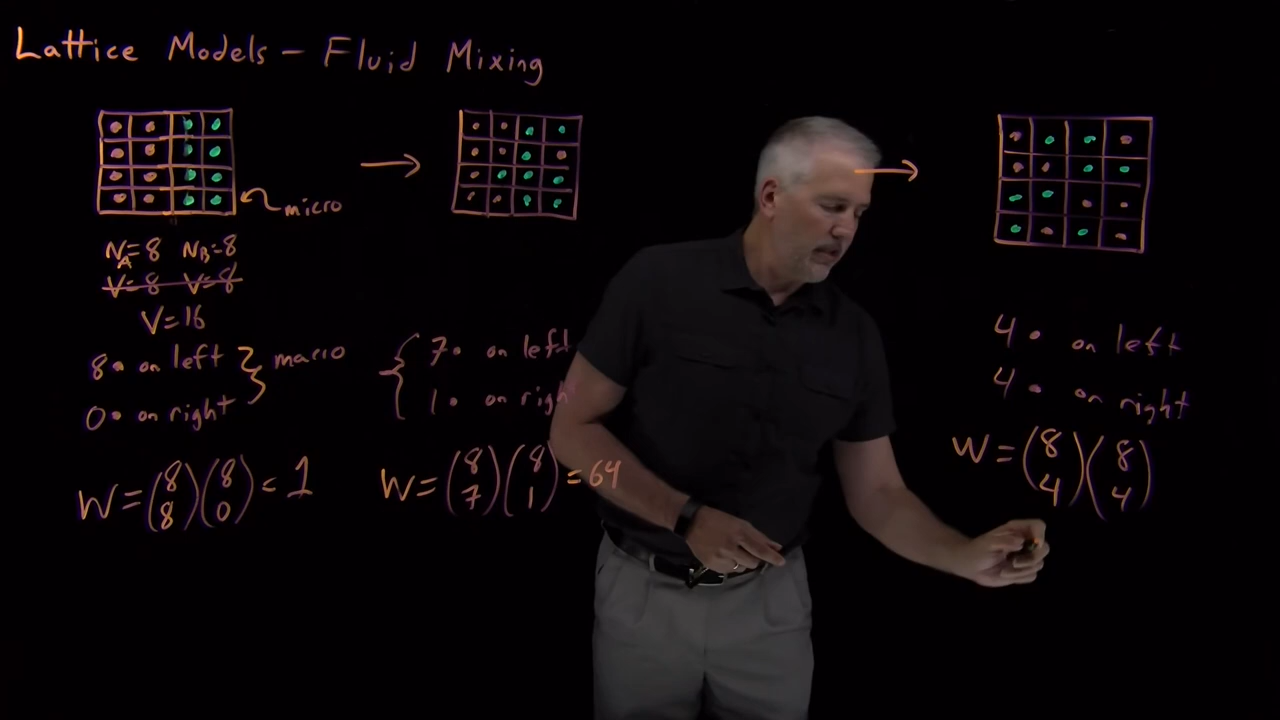 Lattice Models - Fluid Mixing
micro
N_A=8 N_B=8
V=8 V=8
V=16
8• on left
0• on right
macro
W=(8 8)(8 0)=1
7• on left
1• on right
W=(8 7)(8 1)=64
4• on left
4• on right
W=(8 4)(8 4)